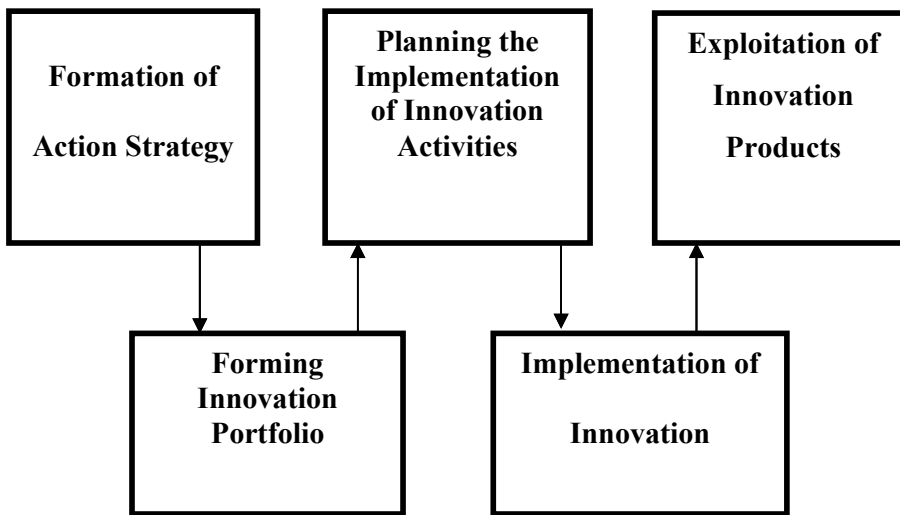 Formation of
Action Strategy
Planning the
Implementation
of Innovation
Activities
Exploitation of
Innovation
Products
Forming
Innovation
Portfolio
Implementation of
Innovation